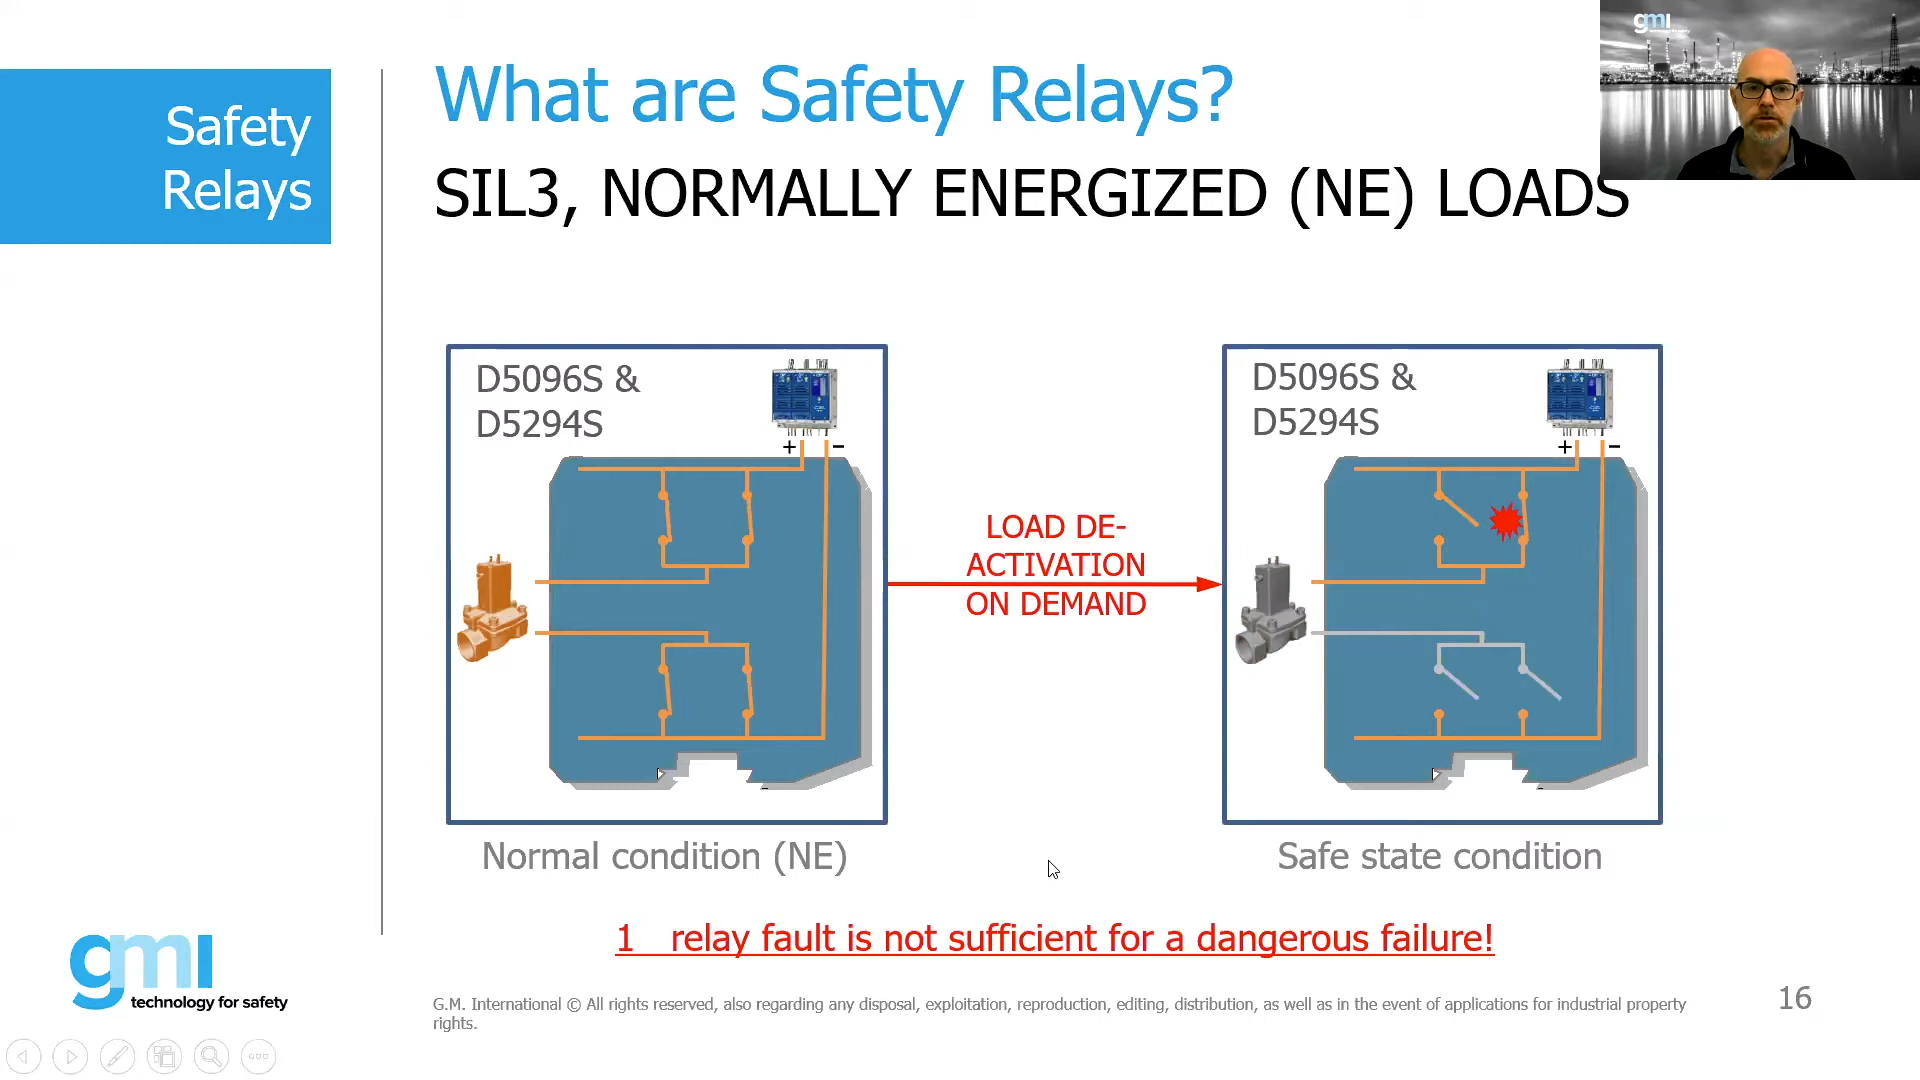 Safety
Relays
What are Safety Relays?
SIL3, NORMALLY ENERGIZED (NE) LOADS
gmi
D5096S &
D5294S
+ −
LOAD DE-
ACTIVATION
ON DEMAND
D5096S &
D5294S
+ −
Normal condition (NE)
Safe state condition
1 relay fault is not sufficient for a dangerous failure!
gmi
technology for safety
G.M. International © All rights reserved, also regarding any disposal, exploitation, reproduction, editing, distribution, as well as in the event of applications for industrial property
rights.
16